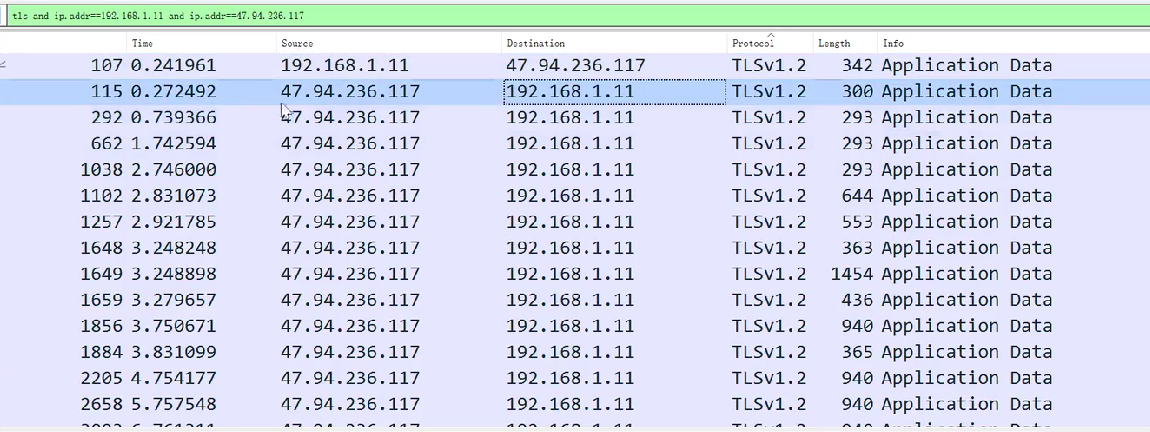 tls and ip.addr==192.168.1.11 and ip.addr==47.94.236.117
Time Source Destination Protocol Length Info
107 0.241961 192.168.1.11 47.94.236.117 TLSv1.2 342 Application Data
115 0.272492 47.94.236.117 192.168.1.11 TLSv1.2 300 Application Data
292 0.739366 47.94.236.117 192.168.1.11 TLSv1.2 293 Application Data
662 1.742594 47.94.236.117 192.168.1.11 TLSv1.2 293 Application Data
1038 2.746000 47.94.236.117 192.168.1.11 TLSv1.2 293 Application Data
1102 2.831073 47.94.236.117 192.168.1.11 TLSv1.2 644 Application Data
1257 2.921785 47.94.236.117 192.168.1.11 TLSv1.2 553 Application Data
1648 3.248248 47.94.236.117 192.168.1.11 TLSv1.2 363 Application Data
1649 3.248898 47.94.236.117 192.168.1.11 TLSv1.2 1454 Application Data
1659 3.279657 47.94.236.117 192.168.1.11 TLSv1.2 436 Application Data
1856 3.750671 47.94.236.117 192.168.1.11 TLSv1.2 940 Application Data
1884 3.831099 47.94.236.117 192.168.1.11 TLSv1.2 365 Application Data
2205 4.754177 47.94.236.117 192.168.1.11 TLSv1.2 940 Application Data
2658 5.757548 47.94.236.117 192.168.1.11 TLSv1.2 940 Application Data